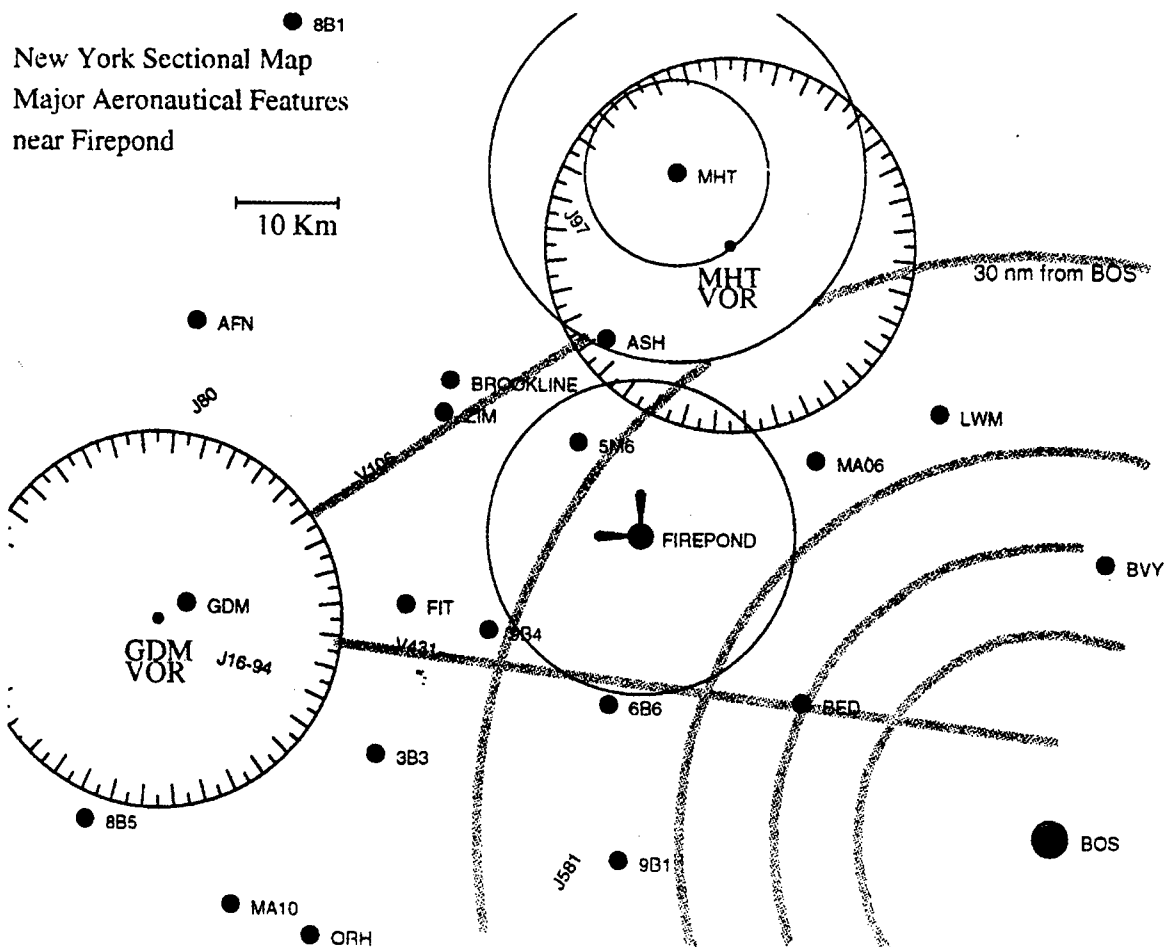 8B1
New York Sectional Map
Major Aeronautical Features
near Firepond
10 Km
MHT
J97
MHT
VOR
30 nm from BOS
AFN
ASH
BROOKLINE
J80
ZIM
LWM
5M6
MA06
V106
FIREPOND
BVY
GDM
FIT
9B4
GDM
VOR
J16-94
V431
6B6
BED
3B3
8B5
BOS
9B1
J581
MA10
ORH